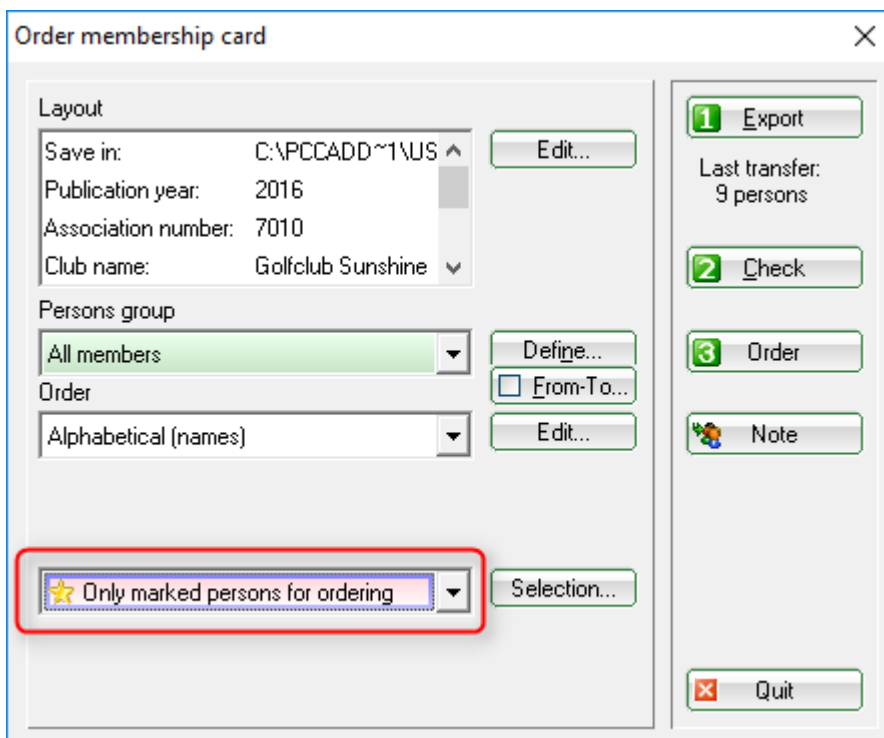 Order membership card
Layout
Save in: C:\PCCADD~1\US
Publication year: 2016
Association number: 7010
Club name: Golfclub Sunshine
Edit...
Persons group
All members
Define...
From-To...
Order
Alphabetical (names)
Edit...
Only marked persons for ordering
Selection...
1 Export
Last transfer:
9 persons
2 Check
3 Order
Note
Quit